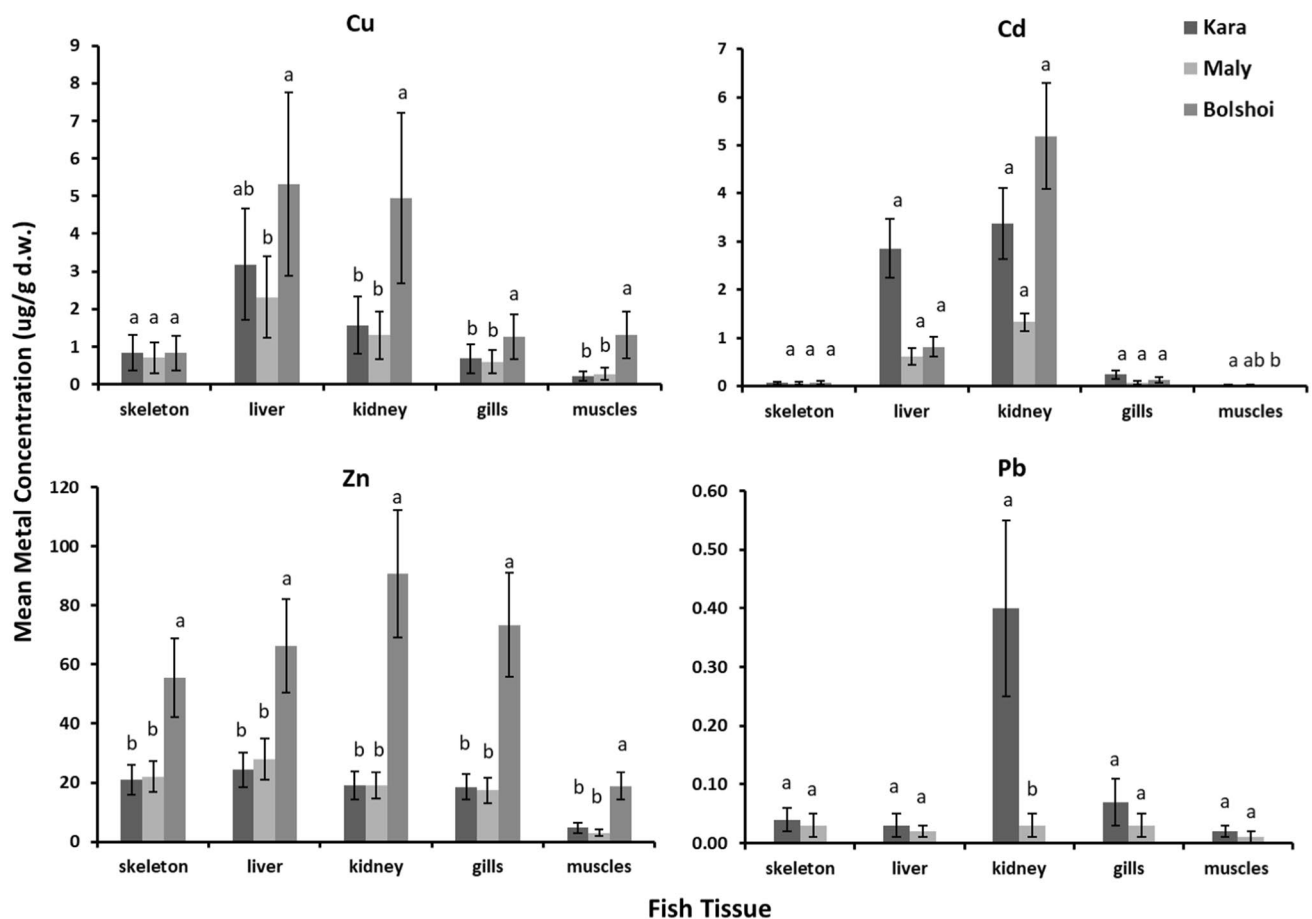 Mean Metal Concentration (ug/g d.w.)
Cu
9
8
7
6
5
4
3
2
1
0
a a a
ab b a
b b a
b b a
b b a
skeleton liver kidney gills muscles
Cd
7
6
5
4
3
2
1
0
a a a
a a a
a a a
a a a
a ab b
skeleton liver kidney gills muscles
Kara
Maly
Bolshoi
Zn
120
100
80
60
40
20
0
b b a
b b a
b b a
b b a
b b a
skeleton liver kidney gills muscles
Pb
0.60
0.50
0.40
0.30
0.20
0.10
0.00
a a
a a
a b
a a
a a
skeleton liver kidney gills muscles
Fish Tissue